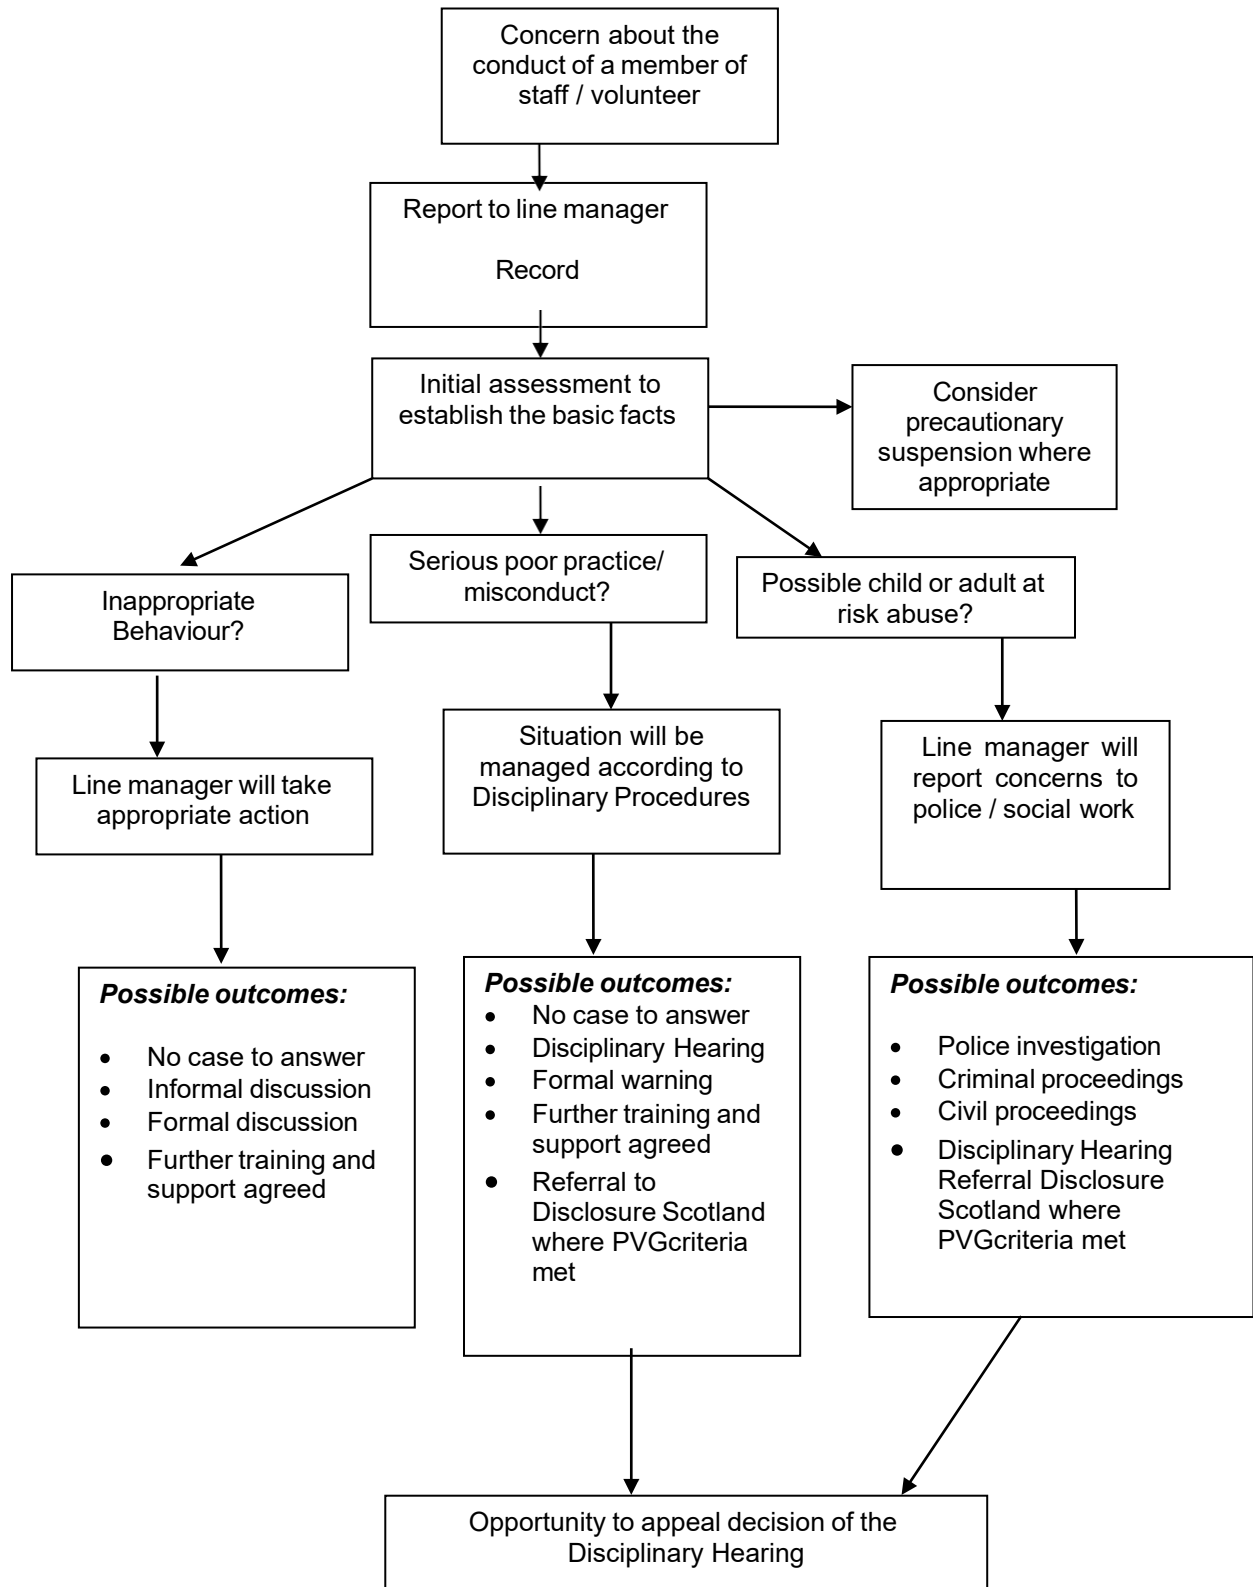 Concern about the
conduct of a member of
staff / volunteer
Report to line manager
Record
Initial assessment to
establish the basic facts
Consider
precautionary
suspension where
appropriate
Inappropriate
Behaviour?
Serious poor practice/
misconduct?
Possible child or adult at
risk abuse?
Line manager will take
appropriate action
Situation will be
managed according to
Disciplinary Procedures
Line manager will
report concerns to
police / social work
Possible outcomes:
• No case to answer
• Informal discussion
• Formal discussion
• Further training and
support agreed
Possible outcomes:
• No case to answer
• Disciplinary Hearing
• Formal warning
• Further training and
support agreed
• Referral to
Disclosure Scotland
where PVGcriteria
met
Possible outcomes:
• Police investigation
• Criminal proceedings
• Civil proceedings
• Disciplinary Hearing
Referral Disclosure
Scotland where
PVGcriteria met
Opportunity to appeal decision of the
Disciplinary Hearing